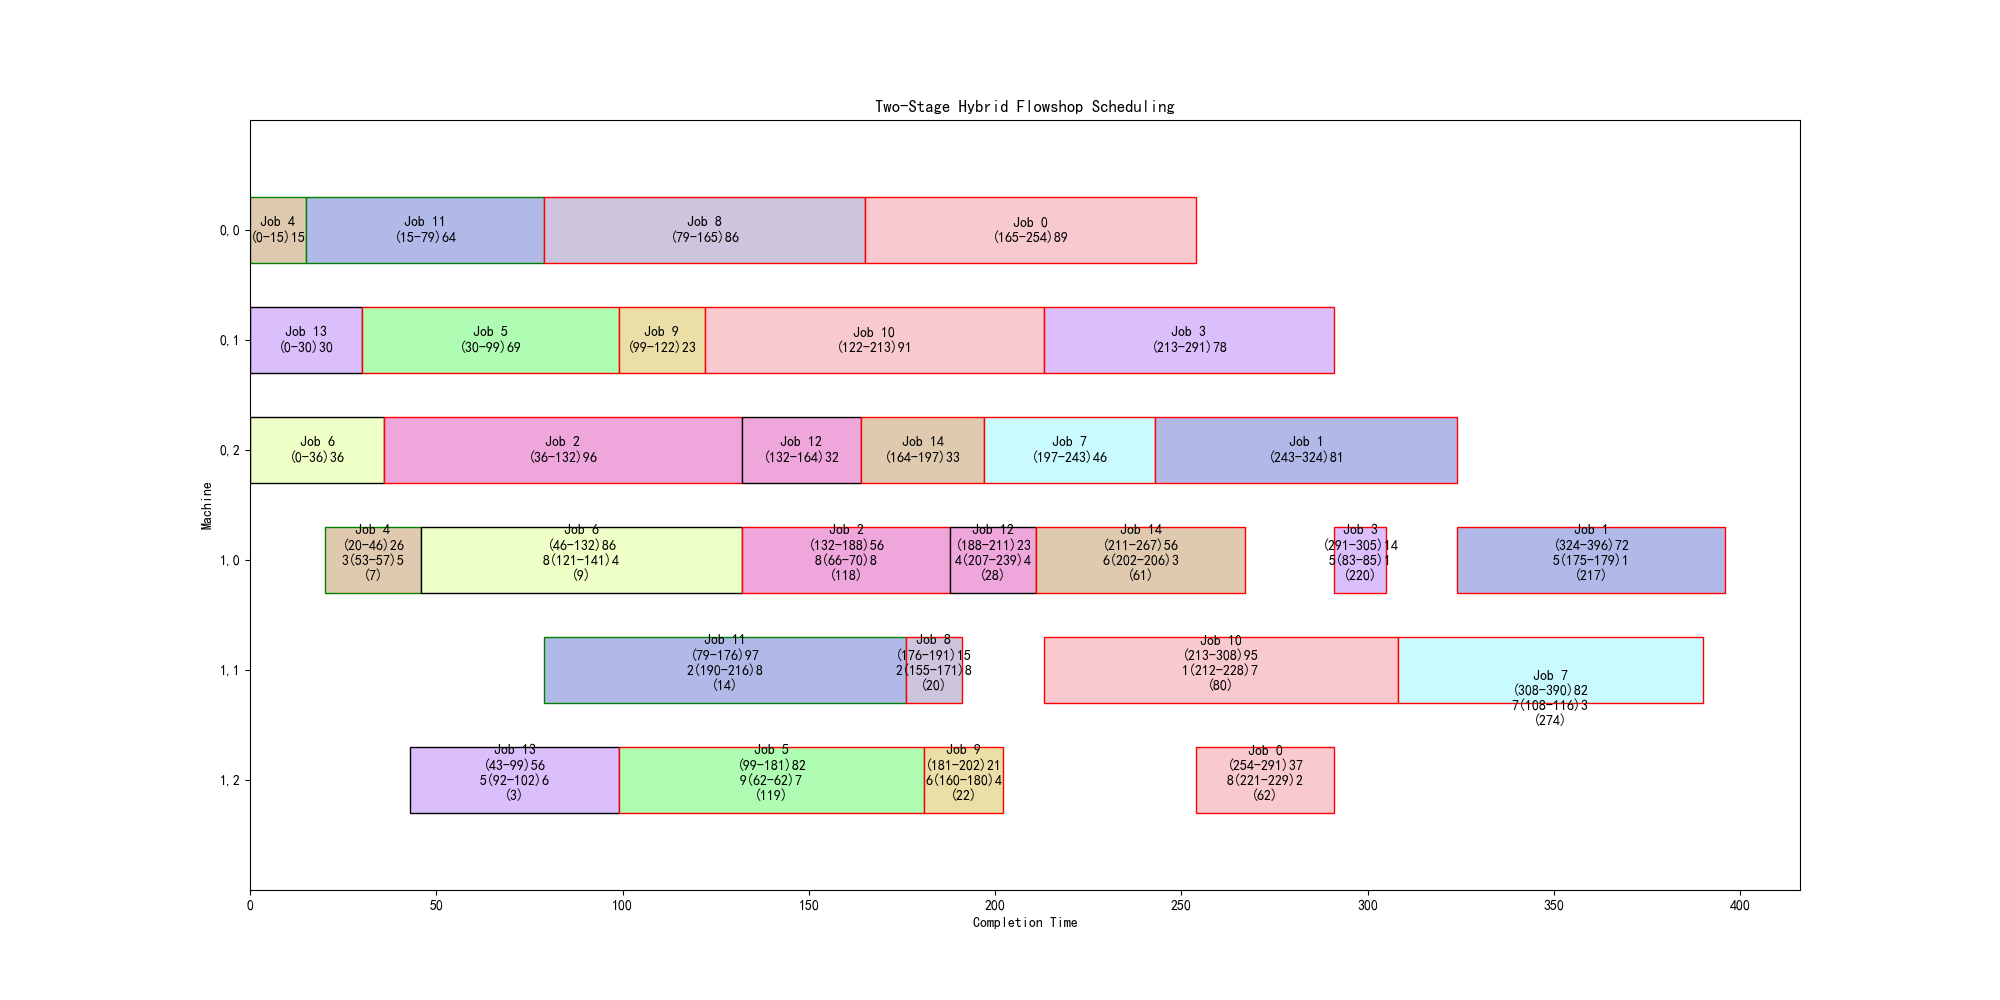 Two-Stage Hybrid Flowshop Scheduling
0,0
Job 4
(0-15)15
Job 11
(15-79)64
Job 8
(79-165)86
Job 0
(165-254)89
0,1
Job 13
(0-30)30
Job 5
(30-99)69
Job 9
(99-122)23
Job 10
(122-213)91
Job 3
(213-291)78
0,2
Job 6
(0-36)36
Job 2
(36-132)96
Job 12
(132-164)32
Job 14
(164-197)33
Job 7
(197-243)46
Job 1
(243-324)81
Machine
1,0
Job 4
(20-46)26
3(53-57)5
(7)
Job 6
(46-132)86
8(121-141)4
(9)
Job 2
(132-188)56
8(66-70)8
(118)
Job 12
(188-211)23
4(207-239)4
(28)
Job 14
(211-267)56
6(202-206)3
(61)
Job 3
(291-305)14
5(83-85)1
(220)
Job 1
(324-396)72
5(175-179)1
(217)
1,1
Job 11
(79-176)97
2(190-216)8
(14)
Job 8
(176-191)15
2(155-171)8
(20)
Job 10
(213-308)95
1(212-228)7
(80)
Job 7
(308-390)82
7(108-116)3
(274)
1,2
Job 13
(43-99)56
5(92-102)6
(3)
Job 5
(99-181)82
9(62-62)7
(119)
Job 9
(181-202)21
6(160-180)4
(22)
Job 0
(254-291)37
8(221-229)2
(62)
0
50
100
150
200
250
300
350
400
Completion Time